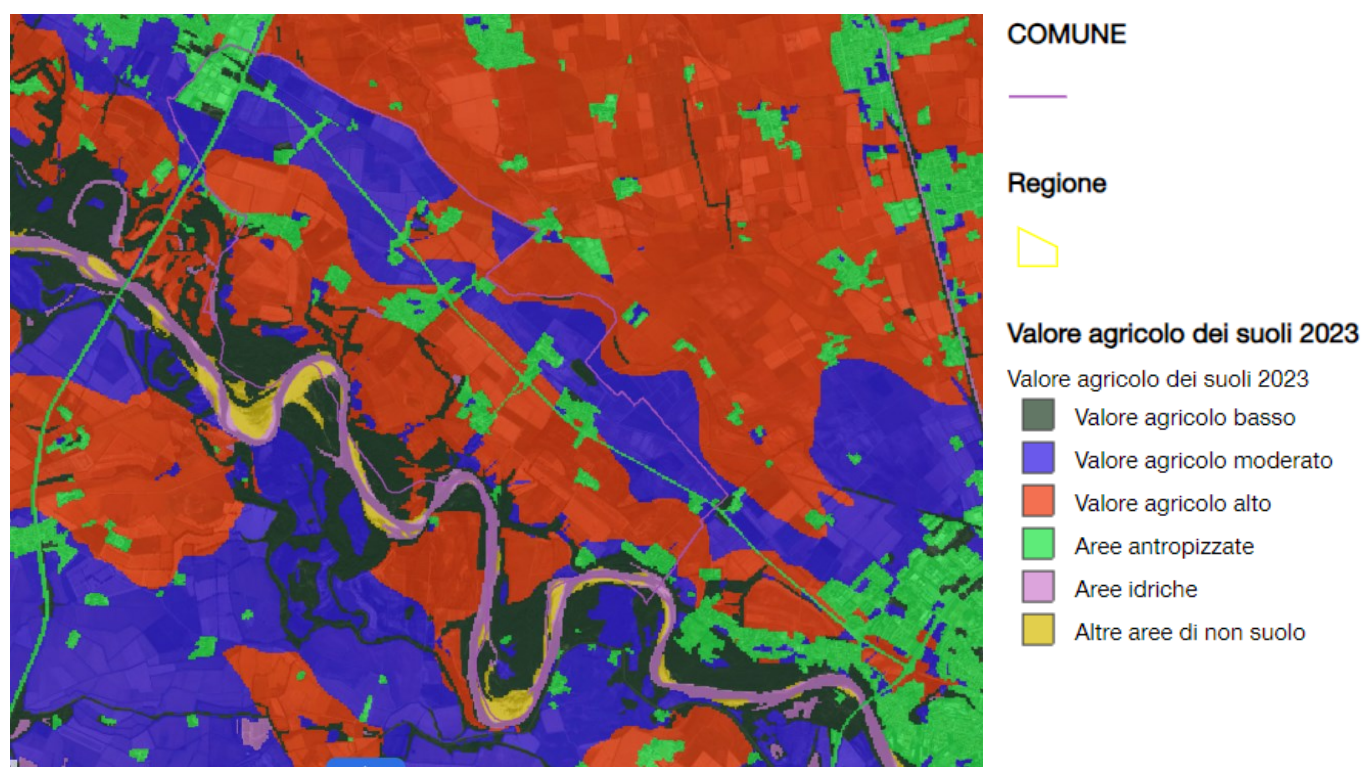 COMUNE
Regione
Valore agricolo dei suoli 2023
Valore agricolo dei suoli 2023
Valore agricolo basso
Valore agricolo moderato
Valore agricolo alto
Aree antropizzate
Aree idriche
Altre aree di non suolo